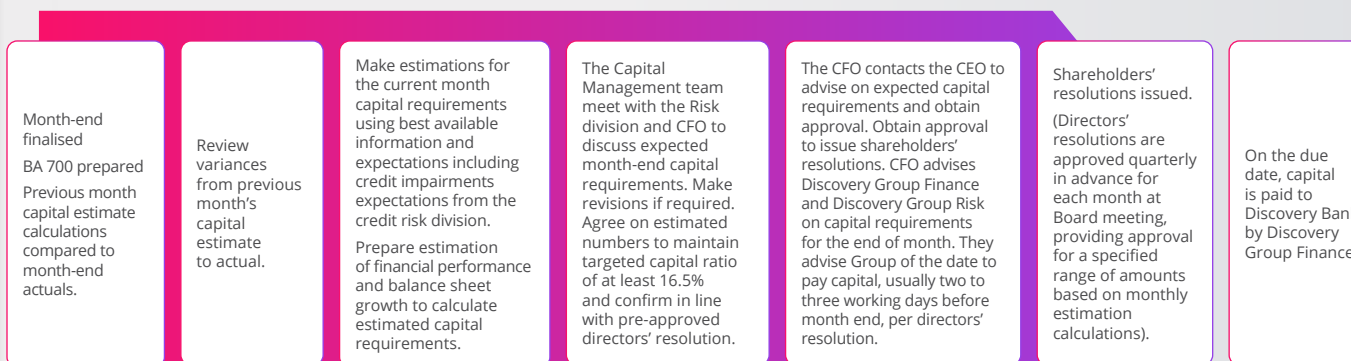 Month-end
finalised
BA 700 prepared
Previous month
capital estimate
calculations
compared to
month-end
actuals.
Review
variances
from previous
month’s
capital
estimate
to actual.
Make estimations for
the current month
capital requirements
using best available
information and
expectations including
credit impairments
expectations from the
credit risk division.
Prepare estimation
of financial performance
and balance sheet
growth to calculate
estimated capital
requirements.
The Capital
Management team
meet with the Risk
division and CFO to
discuss expected
month-end capital
requirements. Make
revisions if required.
Agree on estimated
numbers to maintain
targeted capital ratio
of at least 16.5%
and confirm in line
with pre-approved
directors’ resolution.
The CFO contacts the CEO to
advise on expected capital
requirements and obtain
approval. Obtain approval
to issue shareholders’
resolutions. CFO advises
Discovery Group Finance
and Discovery Group Risk
on capital requirements
for the end of month. They
advise Group of the date to
pay capital, usually two to
three working days before
month end, per directors’
resolution.
Shareholders’
resolutions issued.
(Directors’
resolutions are
approved quarterly
in advance for
each month at
Board meeting,
providing approval
for a specified
range of amounts
based on monthly
estimation
calculations).
On the due
date, capital
is paid to
Discovery Ban
by Discovery
Group Finance